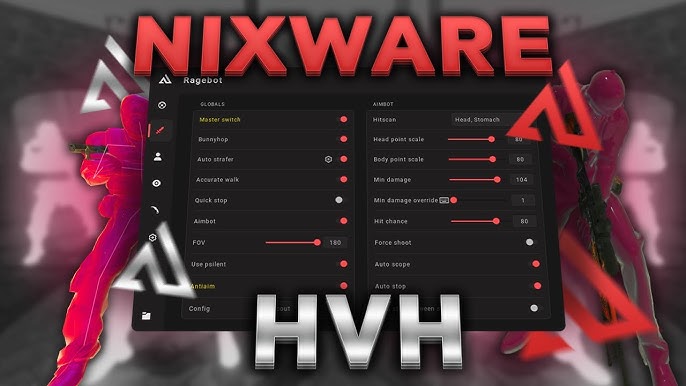 NIXWARE
Ragebot
GLOBALS
Master switch
Bunnyhop
Auto strafer
Accurate walk
Quick stop
Aimbot
FOV 180
Use psilent
Antiaim
Config
AIMBOT
Hitscan Head, Stomach
Head point scale 80
Body point scale 80
Min damage 104
Min damage override 1
Hit chance 80
Force shoot
Auto scope
Auto stop
HVH